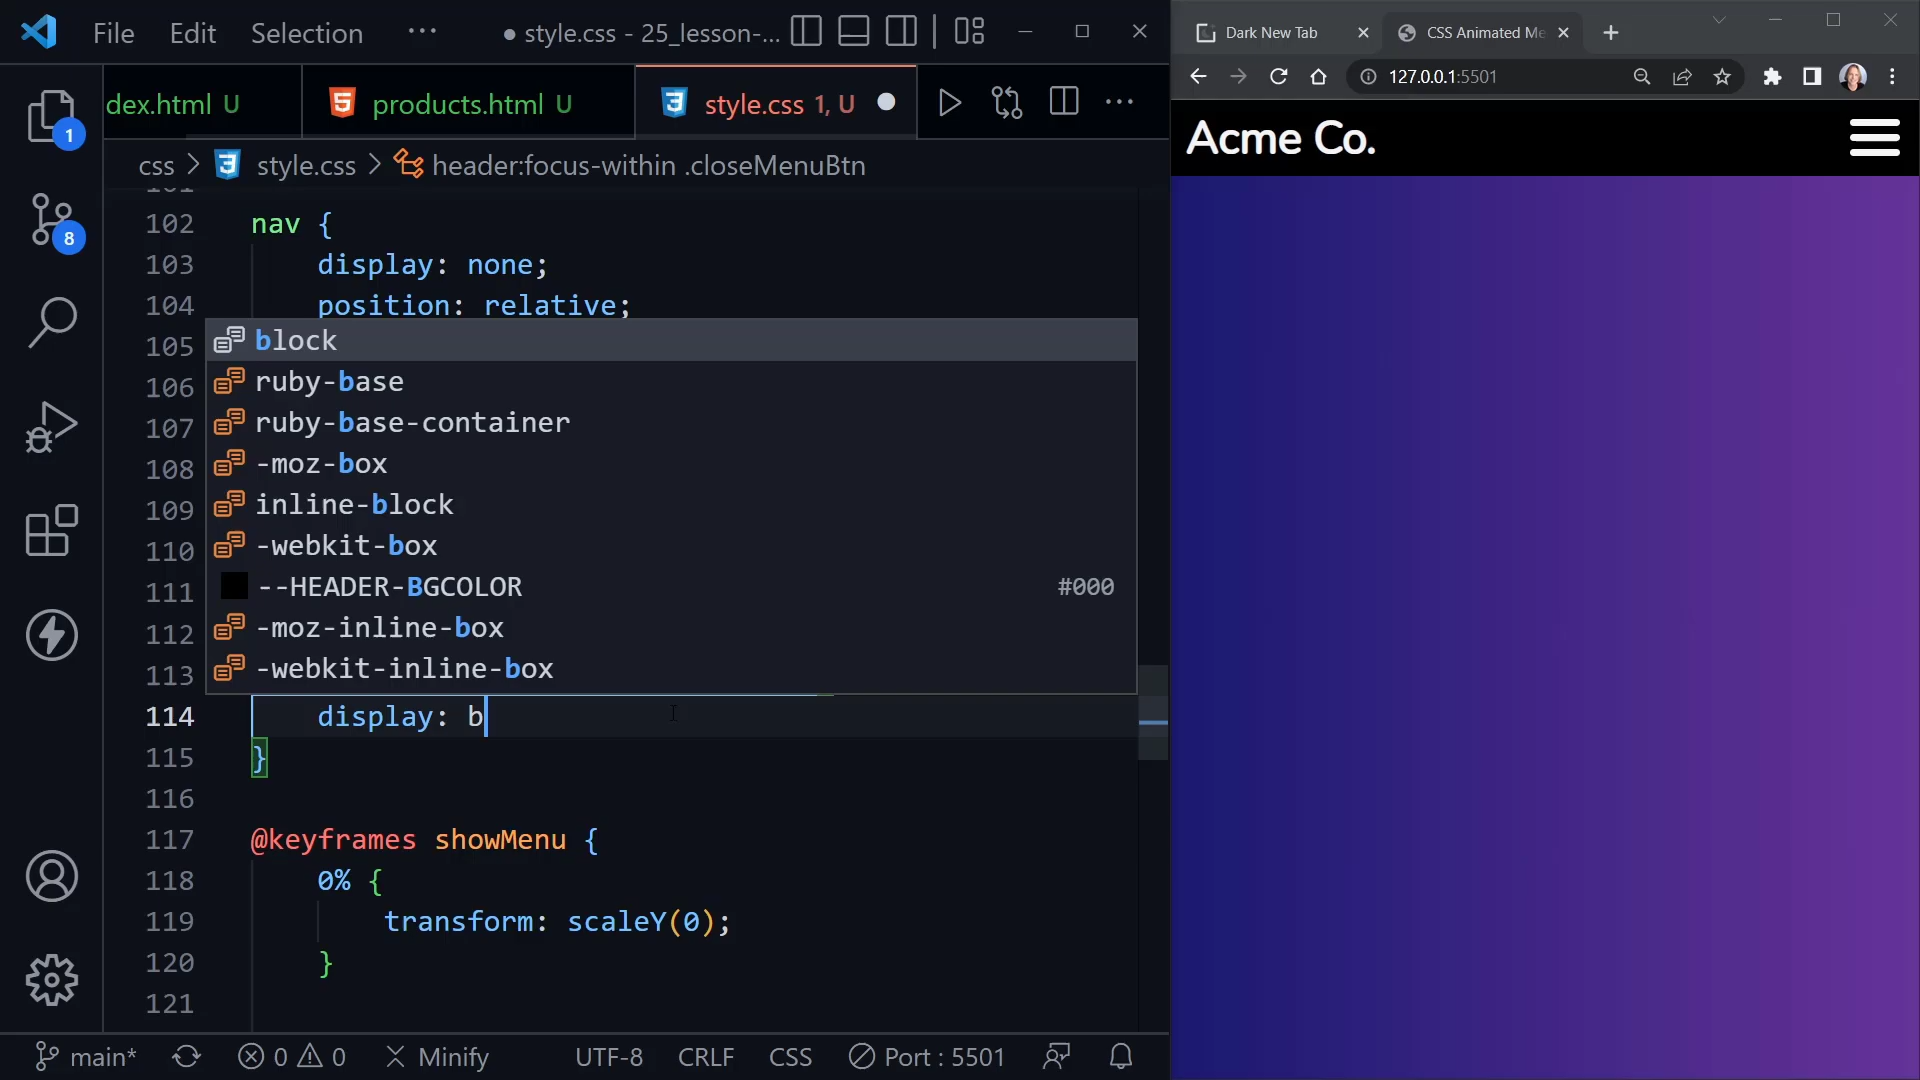 File Edit Selection ··· ● style.css - 25_lesson-...
dex.html U products.html U style.css 1, U
css > style.css > header:focus-within .closeMenuBtn
102 nav {
103 display: none;
104 position: relative;
105 block
106 ruby-base
107 ruby-base-container
108 -moz-box
109 inline-block
110 -webkit-box
111 --HEADER-BGCOLOR #000
112 -moz-inline-box
113 -webkit-inline-box
114 display: b
115 }
116
117 @keyframes showMenu {
118 0% {
119 transform: scaleY(0);
120 }
121
1
8
main* 0 0 Minify UTF-8 CRLF CSS Port : 5501
Dark New Tab CSS Animated Me
127.0.0.1:5501
Acme Co.